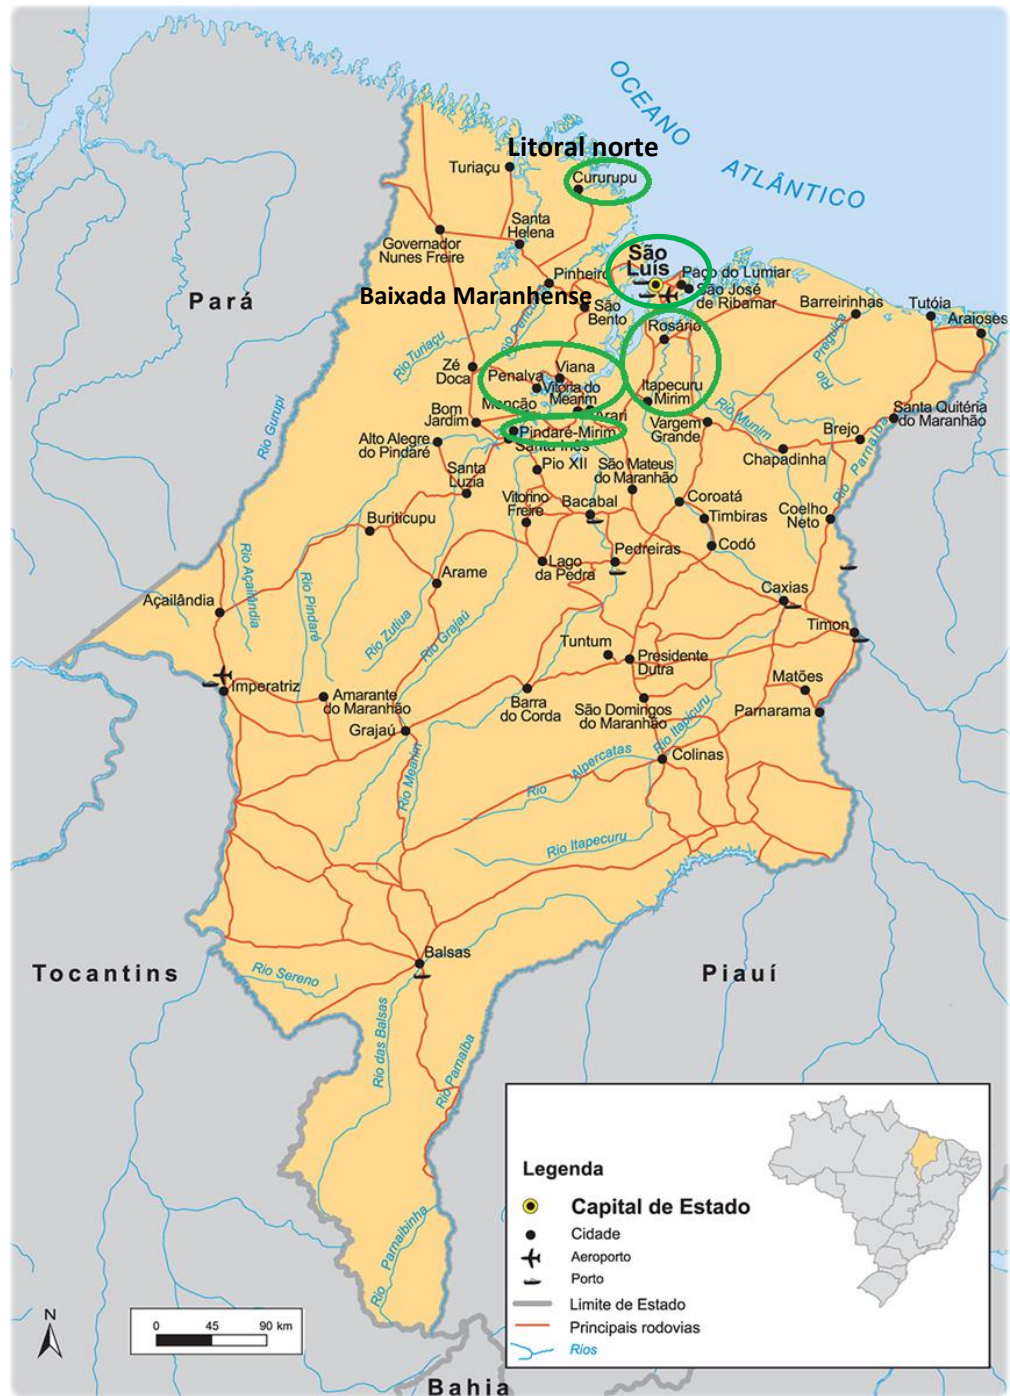 OCEANO
ATLÂNTICO
Litoral norte
Turiaçu
Cururupu
Santa
Helena
Governador
Nunes Freire
São
Luís
Paço do Lumiar
São José
de Ribamar
Pinheiro
Pará
Baixada Maranhense
Barreirinhas
Tutóia
Araioses
São
Bento
Rio Pericumã
Rosário
Rio Turiaçu
Rio Preguiça
Zé
Doca
Penalva
Viana
Vitória do
Mearim
Monção
Arari
Itapecuru
Mirim
Rio Munim
Santa Quitéria
do Maranhão
Bom
Jardim
Pindaré-Mirim
Santa Inês
Vargem
Grande
Brejo
Rio Parnaíba
Rio Gurupi
Alto Alegre
do Pindaré
Chapadinha
Pio XII
São Mateus
do Maranhão
Santa
Luzia
Vitorino
Freire
Bacabal
Coroatá
Timbiras
Coelho
Neto
Buriticupu
Codó
Pedreiras
Lago
da Pedra
Rio Açailândia
Rio Pindaré
Arame
Caxias
Açailândia
Rio Zutiua
Rio Grajaú
Timon
Tuntum
Presidente
Dutra
Matões
Imperatriz
Amarante
do Maranhão
Barra
do Corda
São Domingos
do Maranhão
Rio Itapicuru
Parnarama
Grajaú
Colinas
Rio Alpercatas
Rio Mearin
Rio Itapecuru
Balsas
Tocantins
Rio Sereno
Piauí
Rio das Balsas
Rio Parnaiba
Rio Parnaibinha
Legenda
Capital de Estado
Cidade
Aeroporto
Porto
Limite de Estado
Principais rodovias
Rios
N
0 45 90 km
Bahia